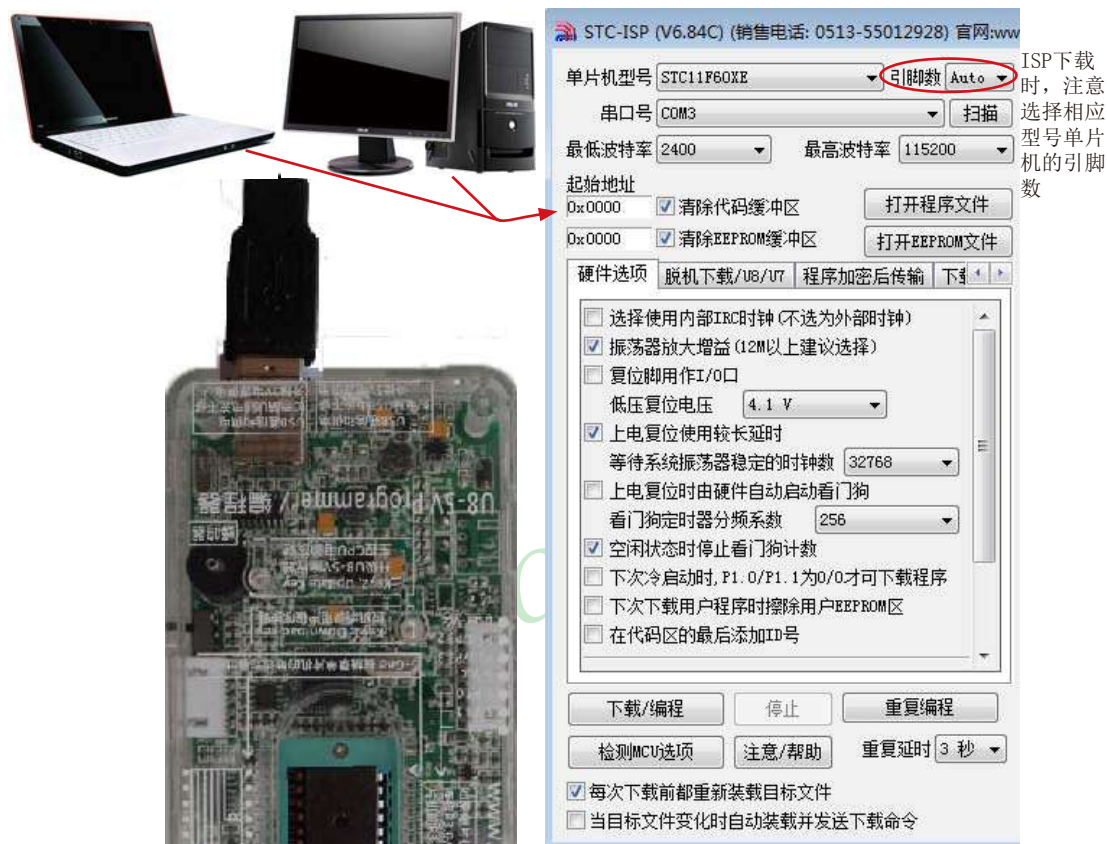 STC-ISP (V6.84C) (销售电话: 0513-55012928) 官网:www
单片机型号 STC11F60XE 引脚数 Auto
串口号 COM3 扫描
最低波特率 2400 最高波特率 115200
起始地址
0x0000 清除代码缓冲区 打开程序文件
0x0000 清除EEPROM缓冲区 打开EEPROM文件
硬件选项 脱机下载/U8/U7 程序加密后传输
选择使用内部IRC时钟(不选为外部时钟)
振荡器放大增益(12M以上建议选择)
复位脚用作I/O口
低压复位电压 4.1 V
上电复位使用较长延时
等待系统振荡器稳定的时钟数 32768
上电复位时由硬件自动启动看门狗
看门狗定时器分频系数 256
空闲状态时停止看门狗计数
下次冷启动时,P1.0/P1.1为0/0才可下载程序
下次下载用户程序时擦除用户EEPROM区
在代码区的最后添加ID号
下载/编程 停止 重复编程
检测MCU选项 注意/帮助 重复延时 3 秒
每次下载前都重新装载目标文件
当目标文件变化时自动装载并发送下载命令
ISP下载
时，注意
选择相应
型号单片
机的引脚
数
U8-5V Programmer / 编程器